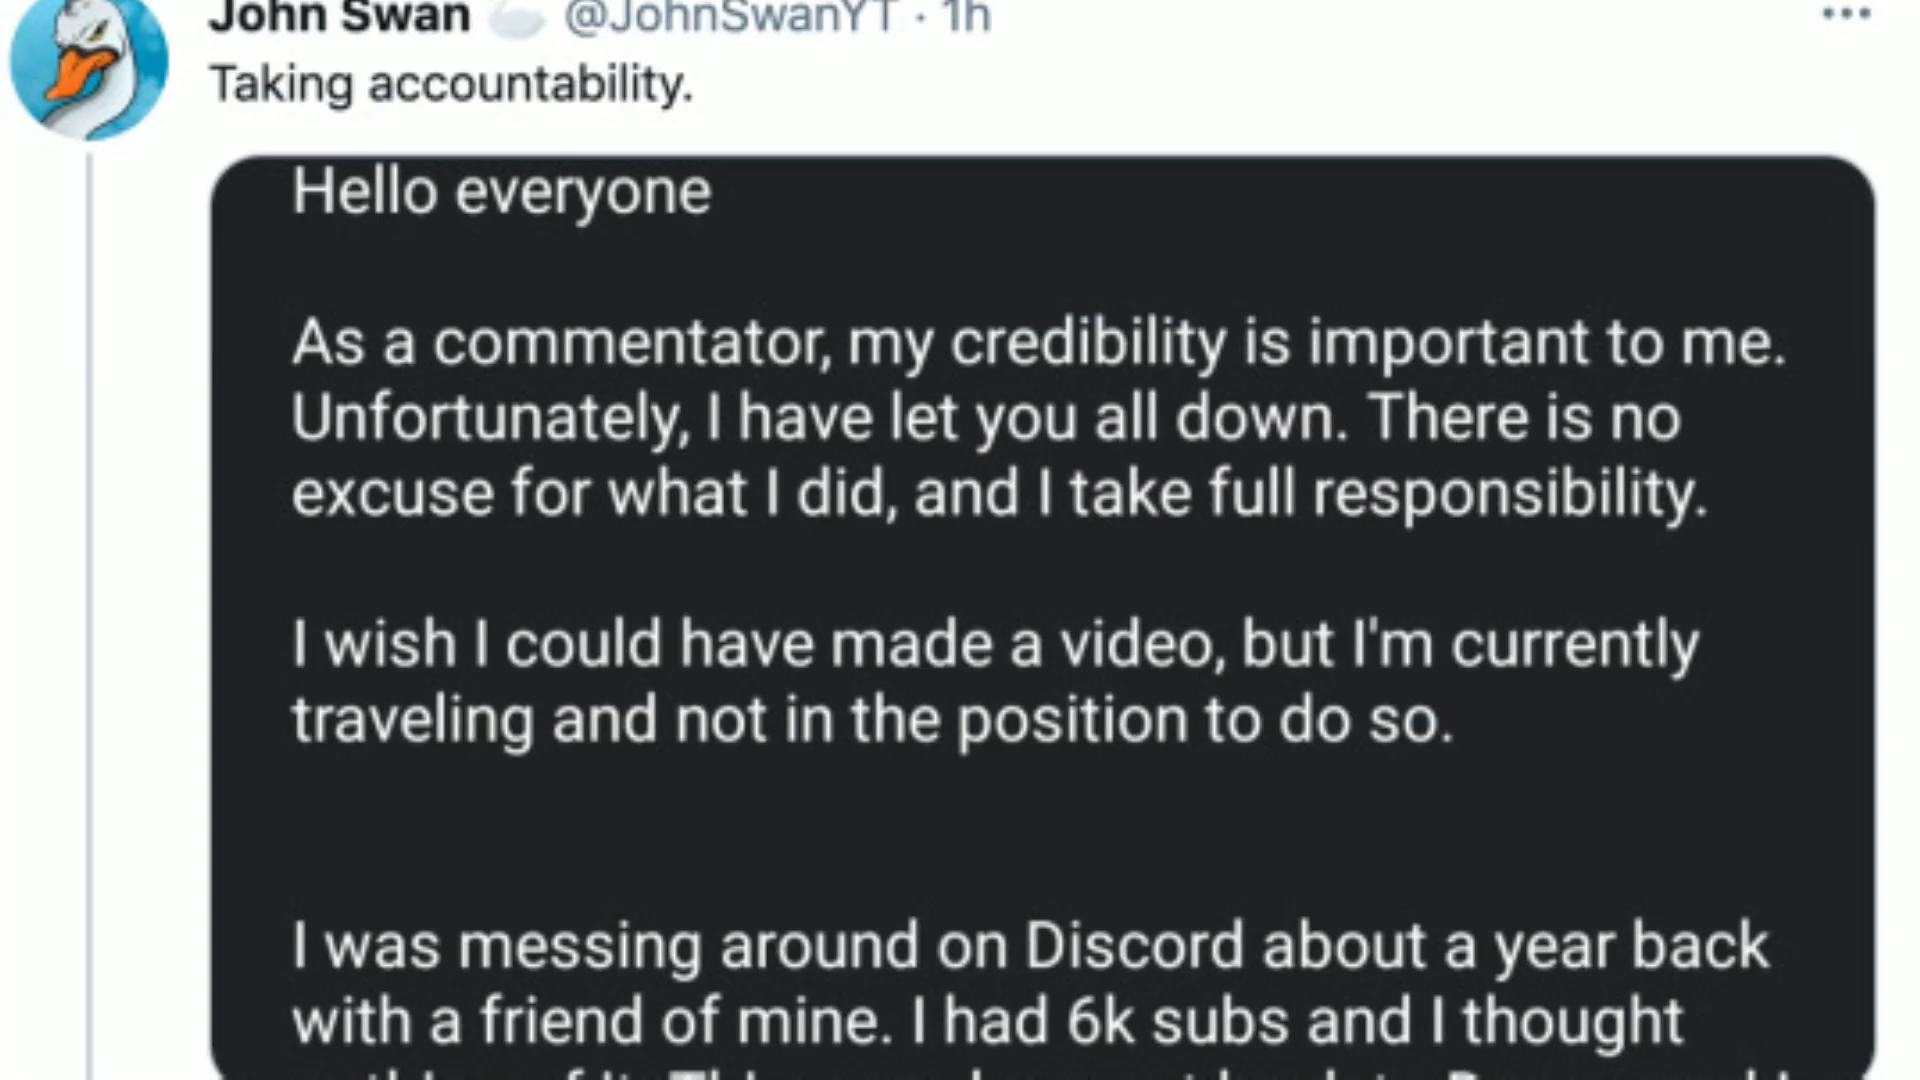 John Swan @JohnSwanYT · 1h
Taking accountability.
Hello everyone
As a commentator, my credibility is important to me.
Unfortunately, I have let you all down. There is no
excuse for what I did, and I take full responsibility.
I wish I could have made a video, but I'm currently
traveling and not in the position to do so.
I was messing around on Discord about a year back
with a friend of mine. I had 6k subs and I thought